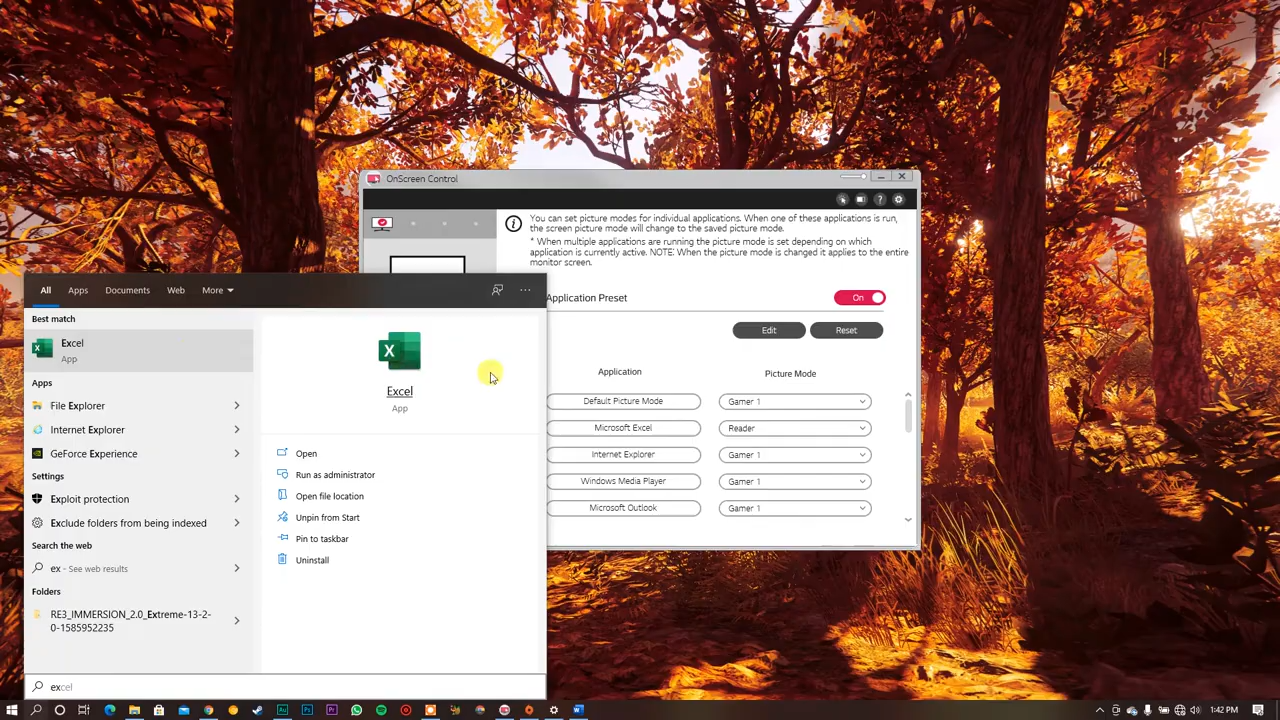 OnScreen Control
You can set picture modes for individual applications. When one of these applications is run,
the screen picture mode will change to the saved picture mode.
* When multiple applications are running the picture mode is set depending on which
application is currently active. NOTE: When the picture mode is changed it applies to the entire
monitor screen.
Application Preset
On
Edit
Reset
Application
Picture Mode
Default Picture Mode
Gamer 1
Microsoft Excel
Reader
Internet Explorer
Gamer 1
Windows Media Player
Gamer 1
Microsoft Outlook
Gamer 1
All
Apps
Documents
Web
More
Best match
Excel
App
Apps
File Explorer
Internet Explorer
GeForce Experience
Settings
Exploit protection
Exclude folders from being indexed
Search the web
ex - See web results
Folders
RE3_IMMERSION_2.0_Extreme-13-2-
0-1585952235
Excel
App
Open
Run as administrator
Open file location
Unpin from Start
Pin to taskbar
Uninstall
excel
1:42 PM